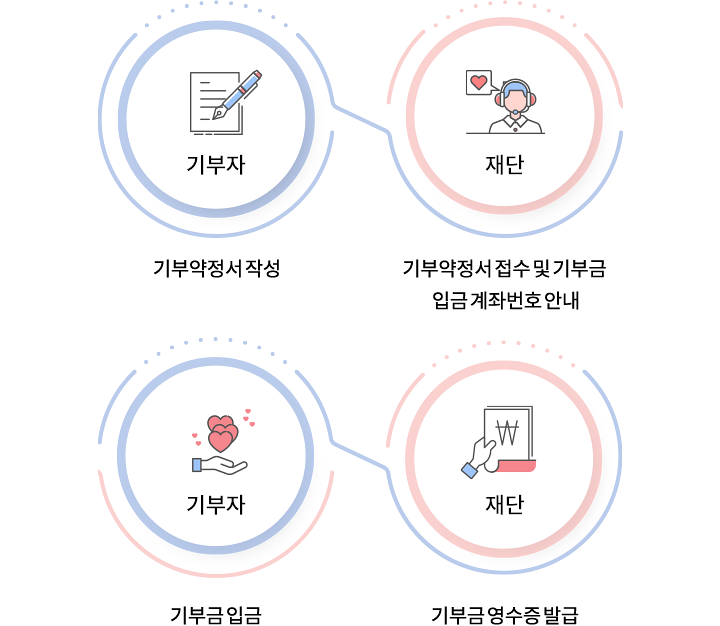 기부자
재단
기부약정서 작성
기부약정서 접수 및 기부금
입금 계좌번호 안내
기부자
재단
기부금 입금
기부금 영수증 발급